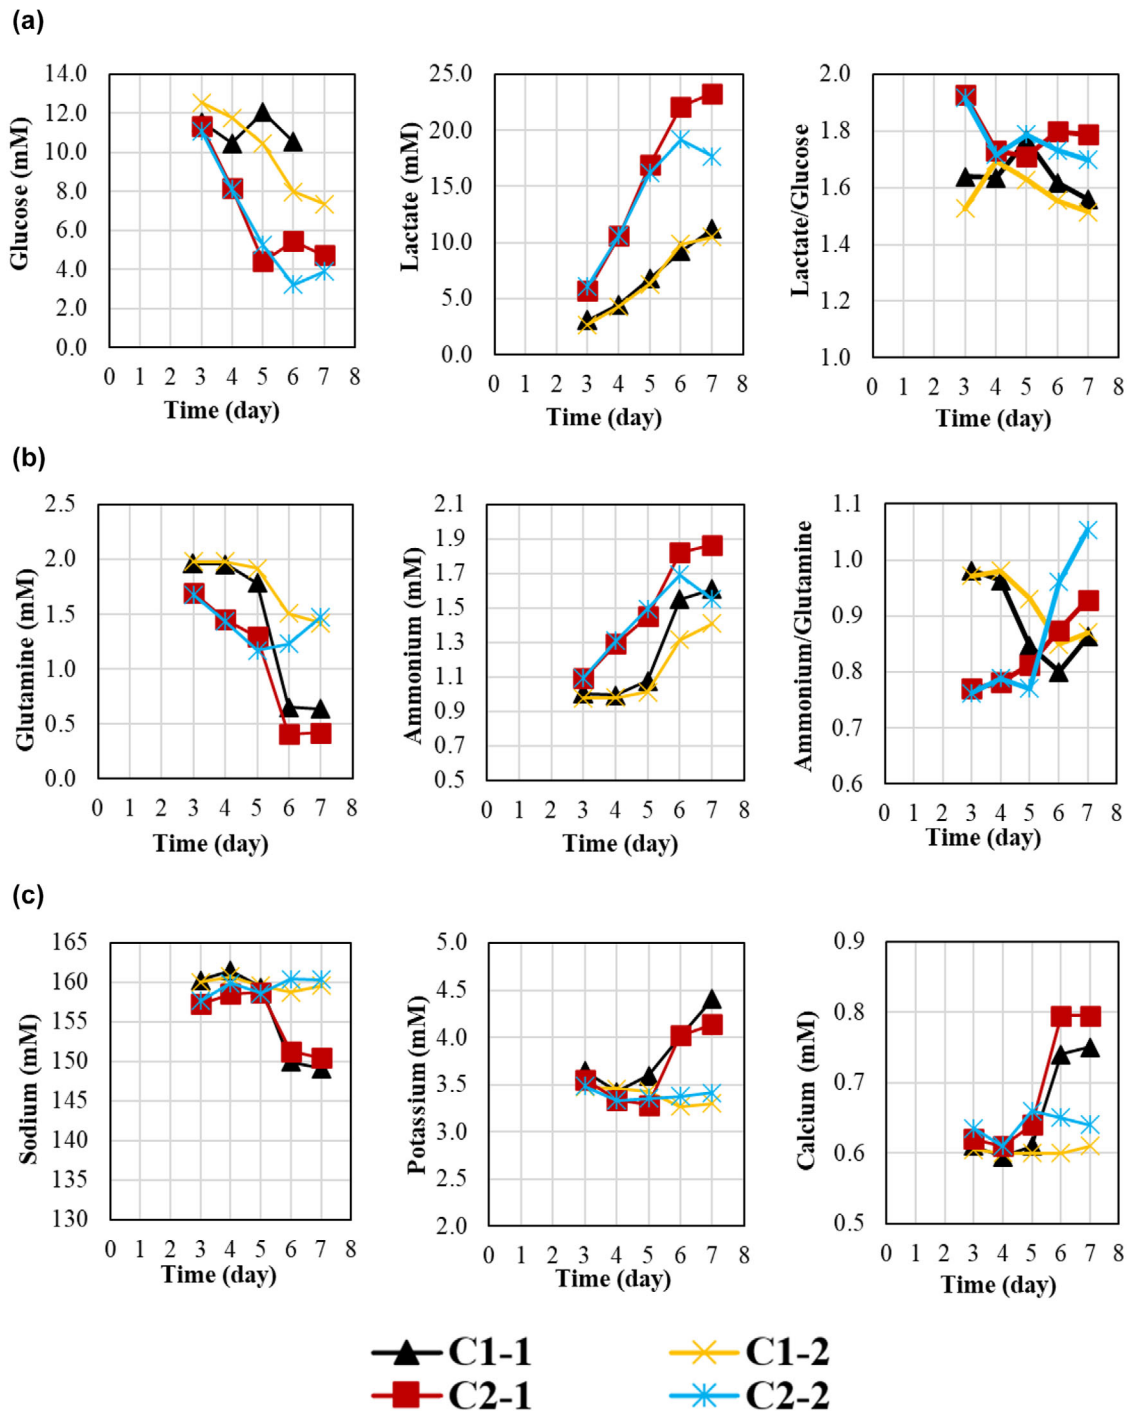 (a)
Glucose (mM)
14.0
12.0
10.0
8.0
6.0
4.0
2.0
0.0
0 1 2 3 4 5 6 7 8
Time (day)
Lactate (mM)
25.0
20.0
15.0
10.0
5.0
0.0
0 1 2 3 4 5 6 7 8
Time (day)
Lactate/Glucose
2.0
1.8
1.6
1.4
1.2
1.0
0 1 2 3 4 5 6 7 8
Time (day)
(b)
Glutamine (mM)
2.5
2.0
1.5
1.0
0.5
0.0
0 1 2 3 4 5 6 7 8
Time (day)
Ammonium (mM)
2.1
1.9
1.7
1.5
1.3
1.1
0.9
0.7
0.5
0 1 2 3 4 5 6 7 8
Time (day)
Ammonium/Glutamine
1.1
1.0
0.9
0.8
0.7
0.6
0 1 2 3 4 5 6 7 8
Time (day)
(c)
Sodium (mM)
165
160
155
150
145
140
135
130
0 1 2 3 4 5 6 7 8
Time (day)
Potassium (mM)
5.0
4.5
4.0
3.5
3.0
2.5
2.0
0 1 2 3 4 5 6 7 8
Time (day)
Calcium (mM)
0.9
0.8
0.7
0.6
0.5
0 1 2 3 4 5 6 7 8
Time (day)
C1-1 C1-2
C2-1 C2-2